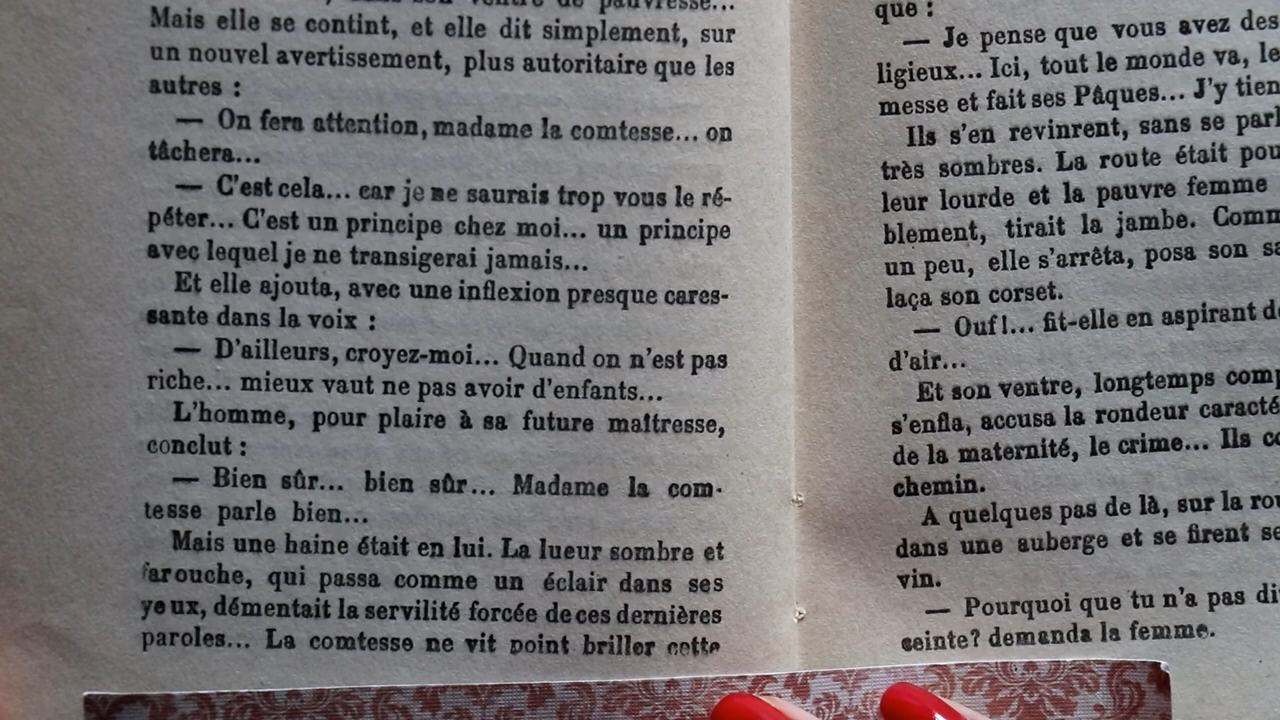 ventre de pauvresse...
Mais elle se contint, et elle dit simplement, sur
un nouvel avertissement, plus autoritaire que les
autres :
— On fera attention, madame la comtesse... on
tâchera...
— C'est cela... car je ne saurais trop vous le ré-
péter... C'est un principe chez moi... un principe
avec lequel je ne transigerai jamais...
Et elle ajouta, avec une inflexion presque cares-
sante dans la voix :
— D'ailleurs, croyez-moi... Quand on n'est pas
riche... mieux vaut ne pas avoir d'enfants...
L'homme, pour plaire à sa future maîtresse,
conclut :
— Bien sûr... bien sûr... Madame la com-
tesse parle bien...
Mais une haine était en lui. La lueur sombre et
farouche, qui passa comme un éclair dans ses
yeux, démentait la servilité forcée de ces dernières
paroles... La comtesse ne vit point briller cette
que :
— Je pense que vous avez des
ligieux... Ici, tout le monde va, le
messe et fait ses Pâques... J'y tien
Ils s'en revinrent, sans se parl
très sombres. La route était pou
leur lourde et la pauvre femme
blement, tirait la jambe. Comm
un peu, elle s'arrêta, posa son sa
laça son corset.
— Ouf!... fit-elle en aspirant de
d'air...
Et son ventre, longtemps comp
s'enfla, accusa la rondeur caracté
de la maternité, le crime... Ils co
chemin.
A quelques pas de là, sur la rou
dans une auberge et se firent se
vin.
— Pourquoi que tu n'a pas di
ceinte? demanda la femme.